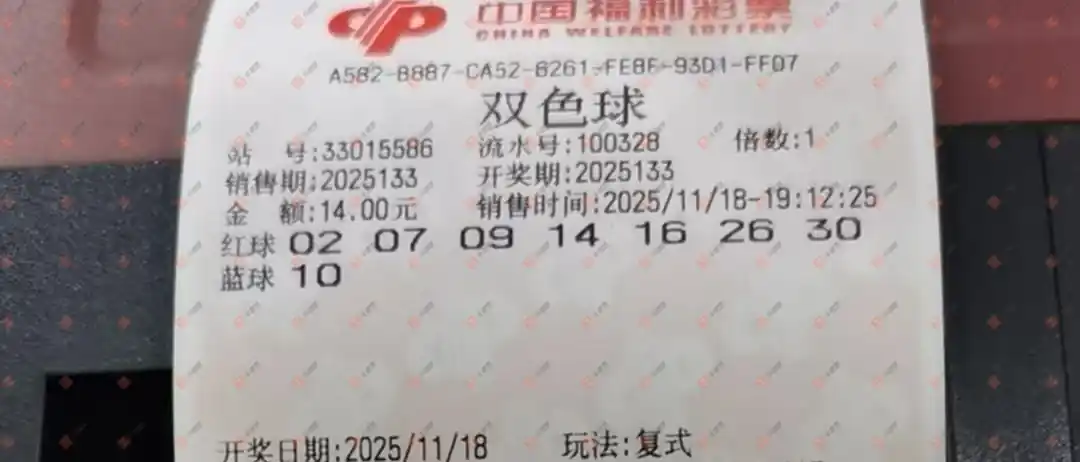 中国福利彩票
CHINA WELFARE LOTTERY
A582-8887-CA52-6261-FE8F-93D1-FF07
双色球
站 号:33015586 流水号:100328 倍数:1
销售期:2025133 开奖期:2025133
金 额:14.00元 销售时间:2025/11/18-19:12:25
红球 02 07 09 14 16 26 30
蓝球 10
开奖日期:2025/11/18 玩法:复式